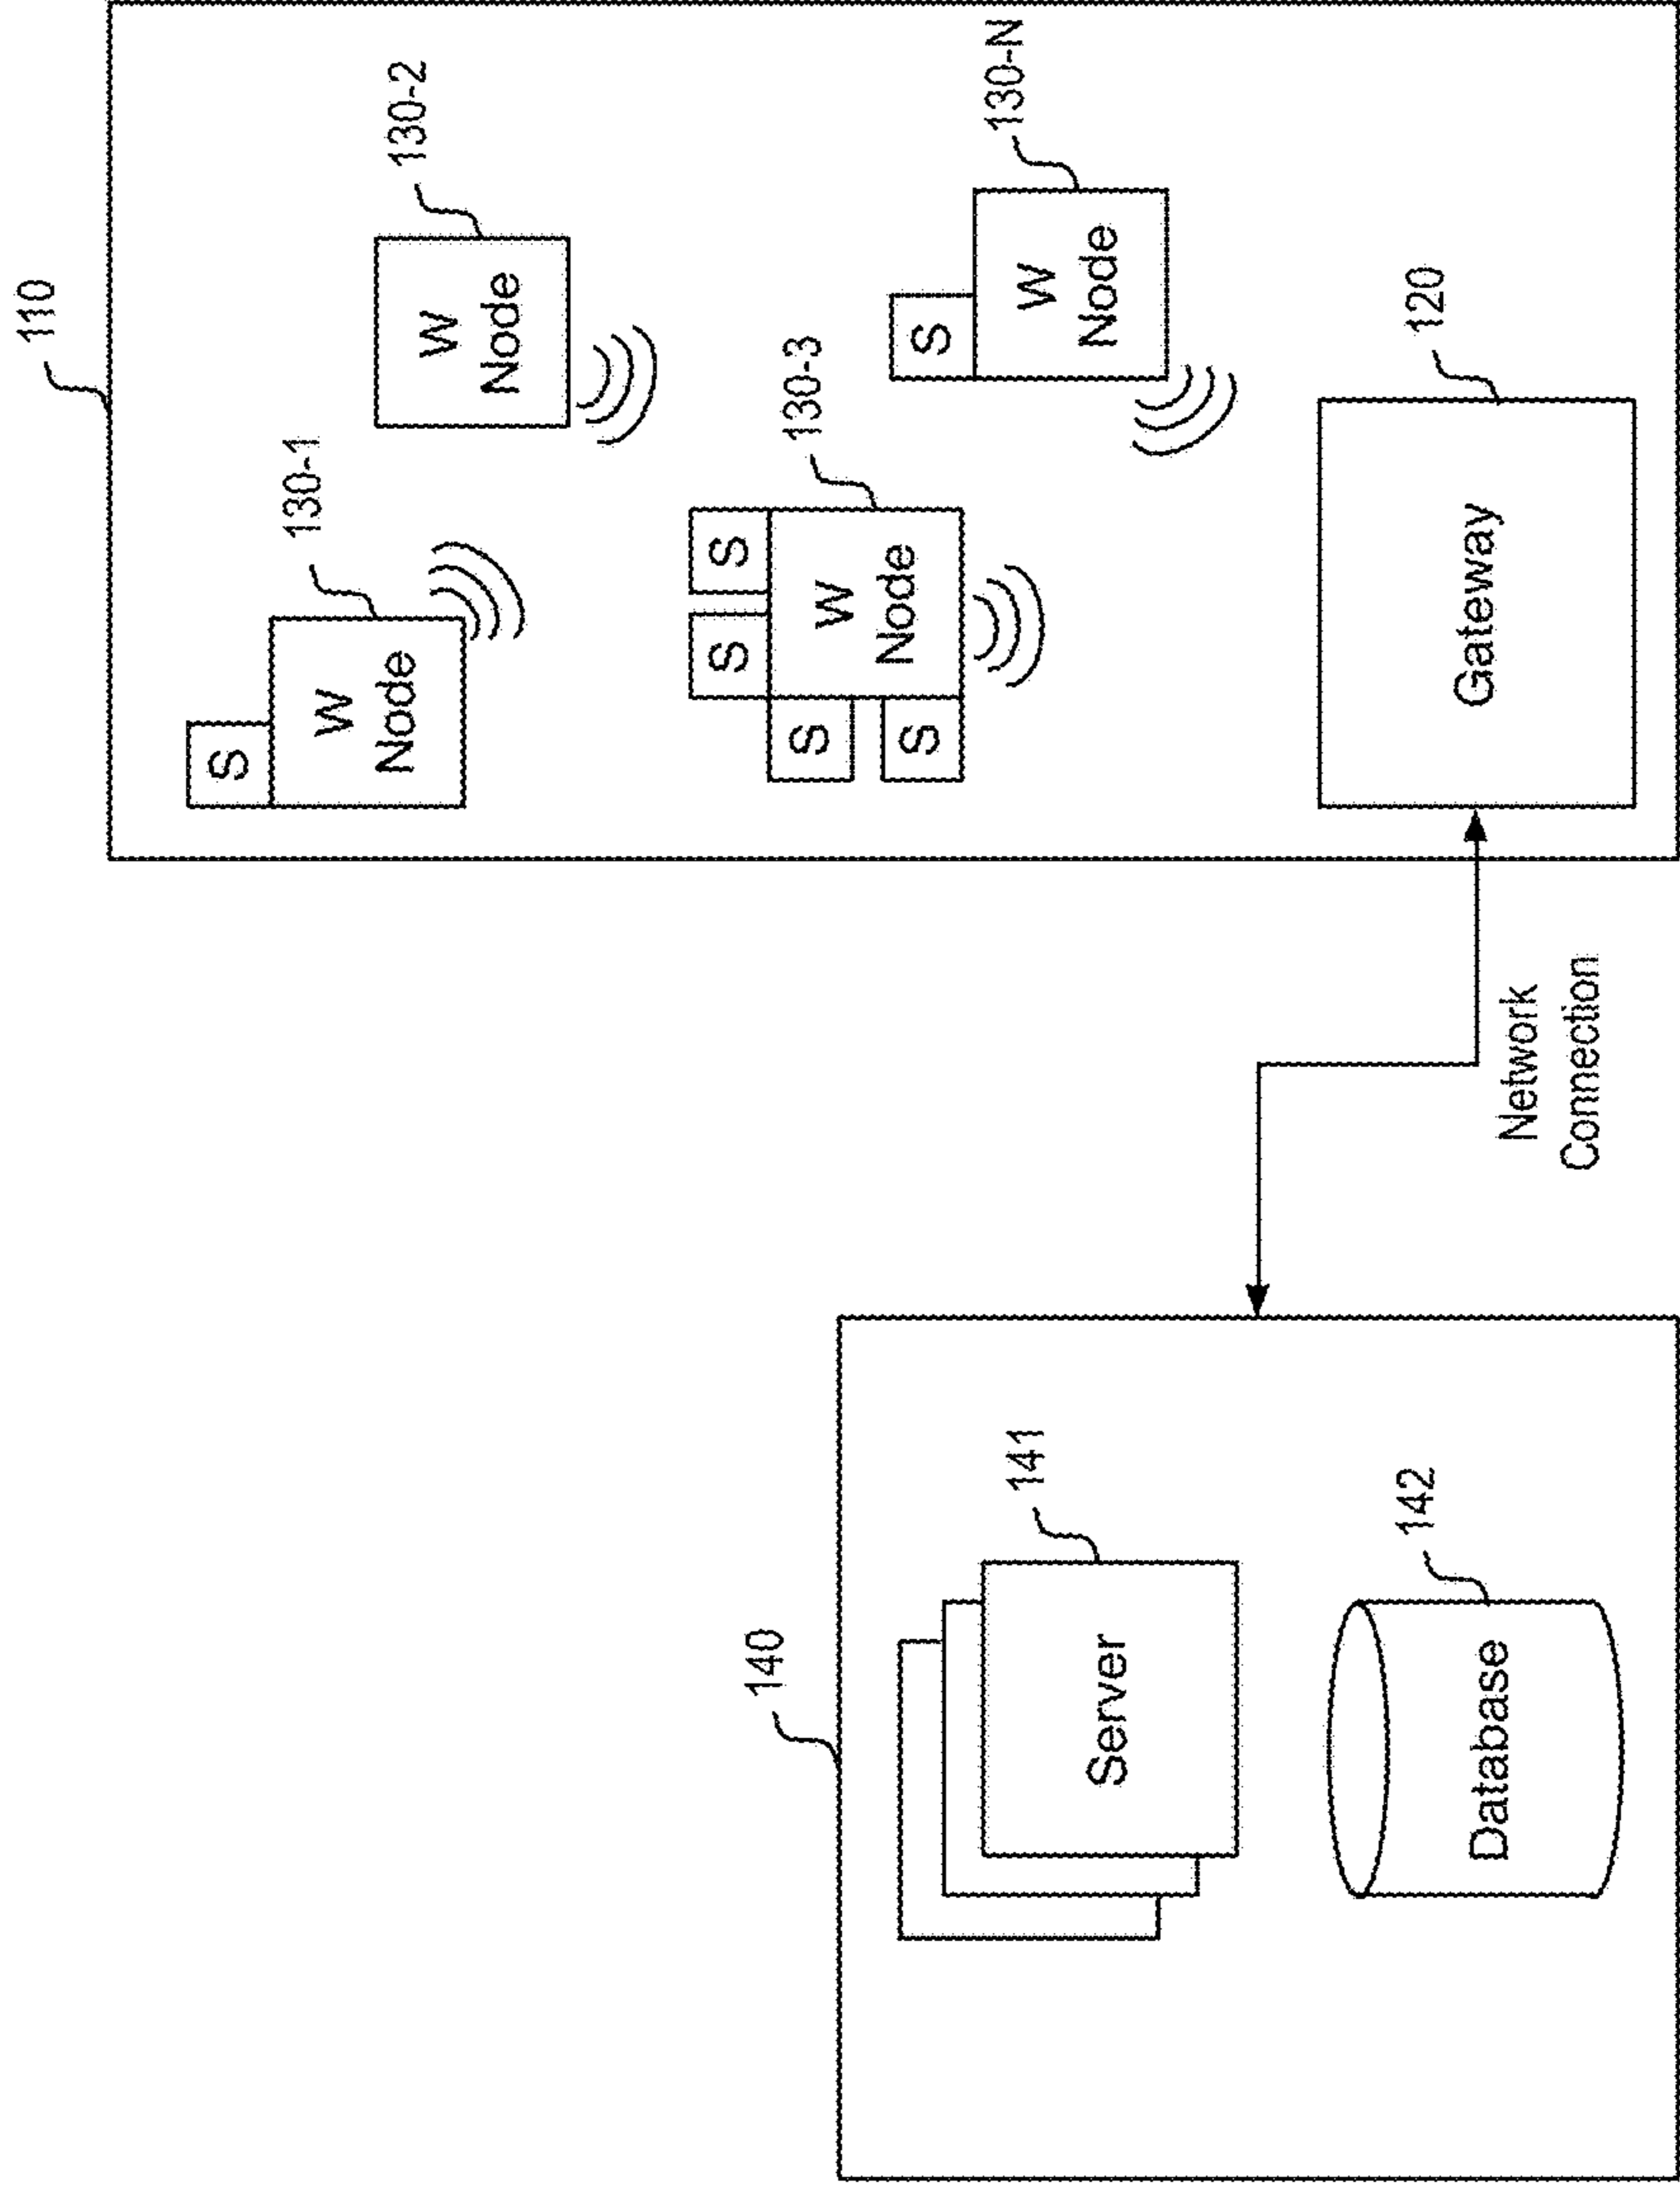 110
130-1
130-2
S
W
Node
W
Node
130-3
130-N
S
S
S
S
W
Node
S
W
Node
120
Gateway
Network
Connection
140
141
Server
142
Database